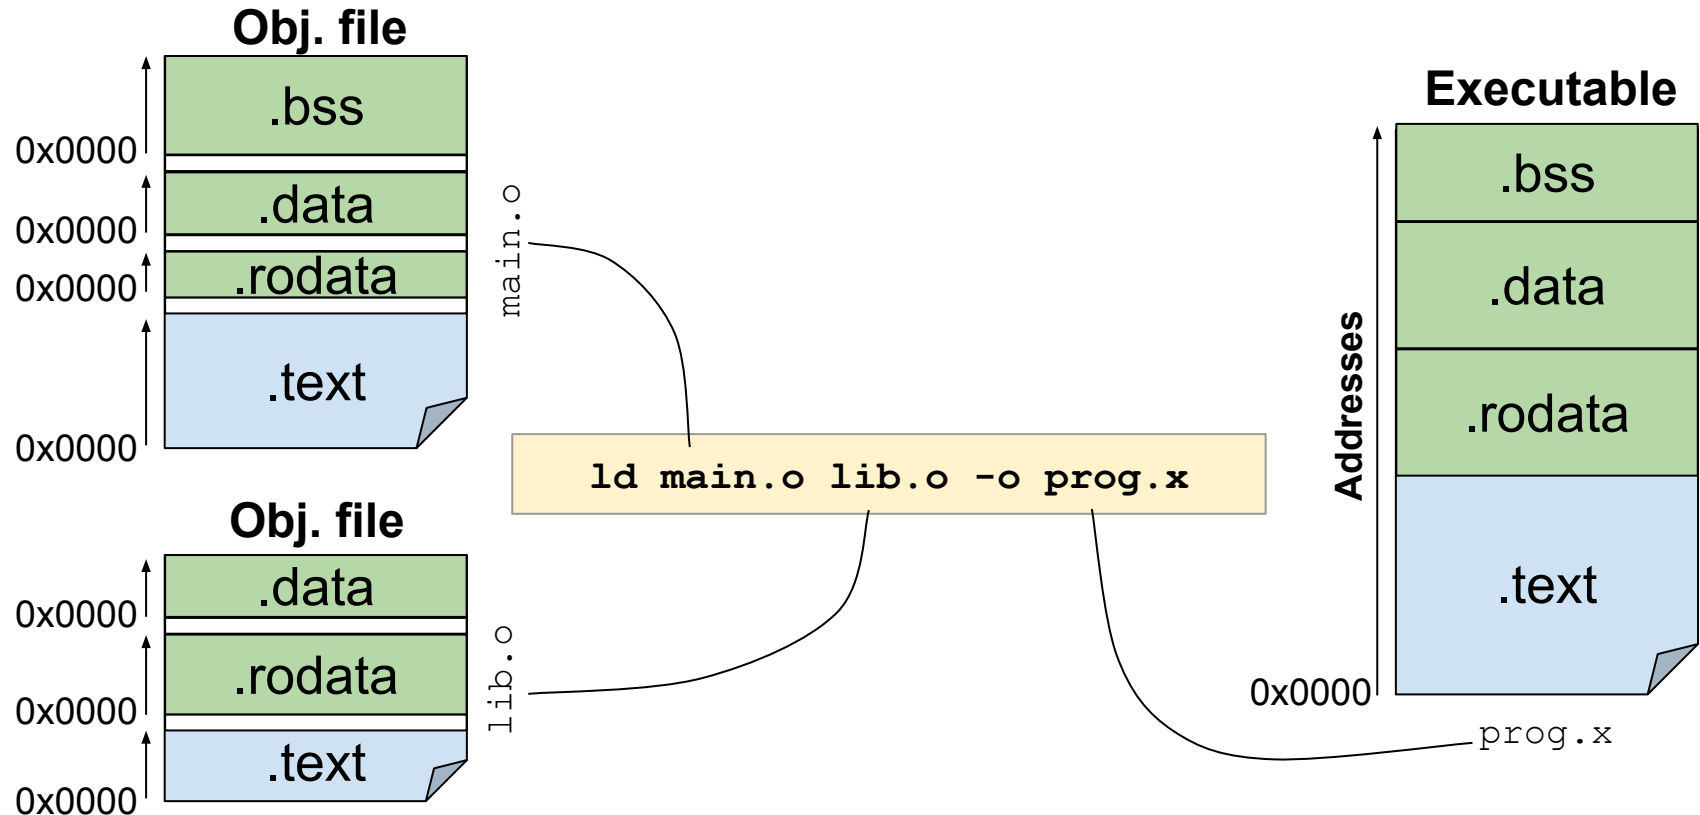 Obj. file
.bss
0x0000
.data
0x0000
.rodata
0x0000
.text
0x0000
main.o
Obj. file
.data
0x0000
.rodata
0x0000
.text
0x0000
lib.o
ld main.o lib.o -o prog.x
Executable
Addresses
.bss
.data
.rodata
.text
0x0000
prog.x